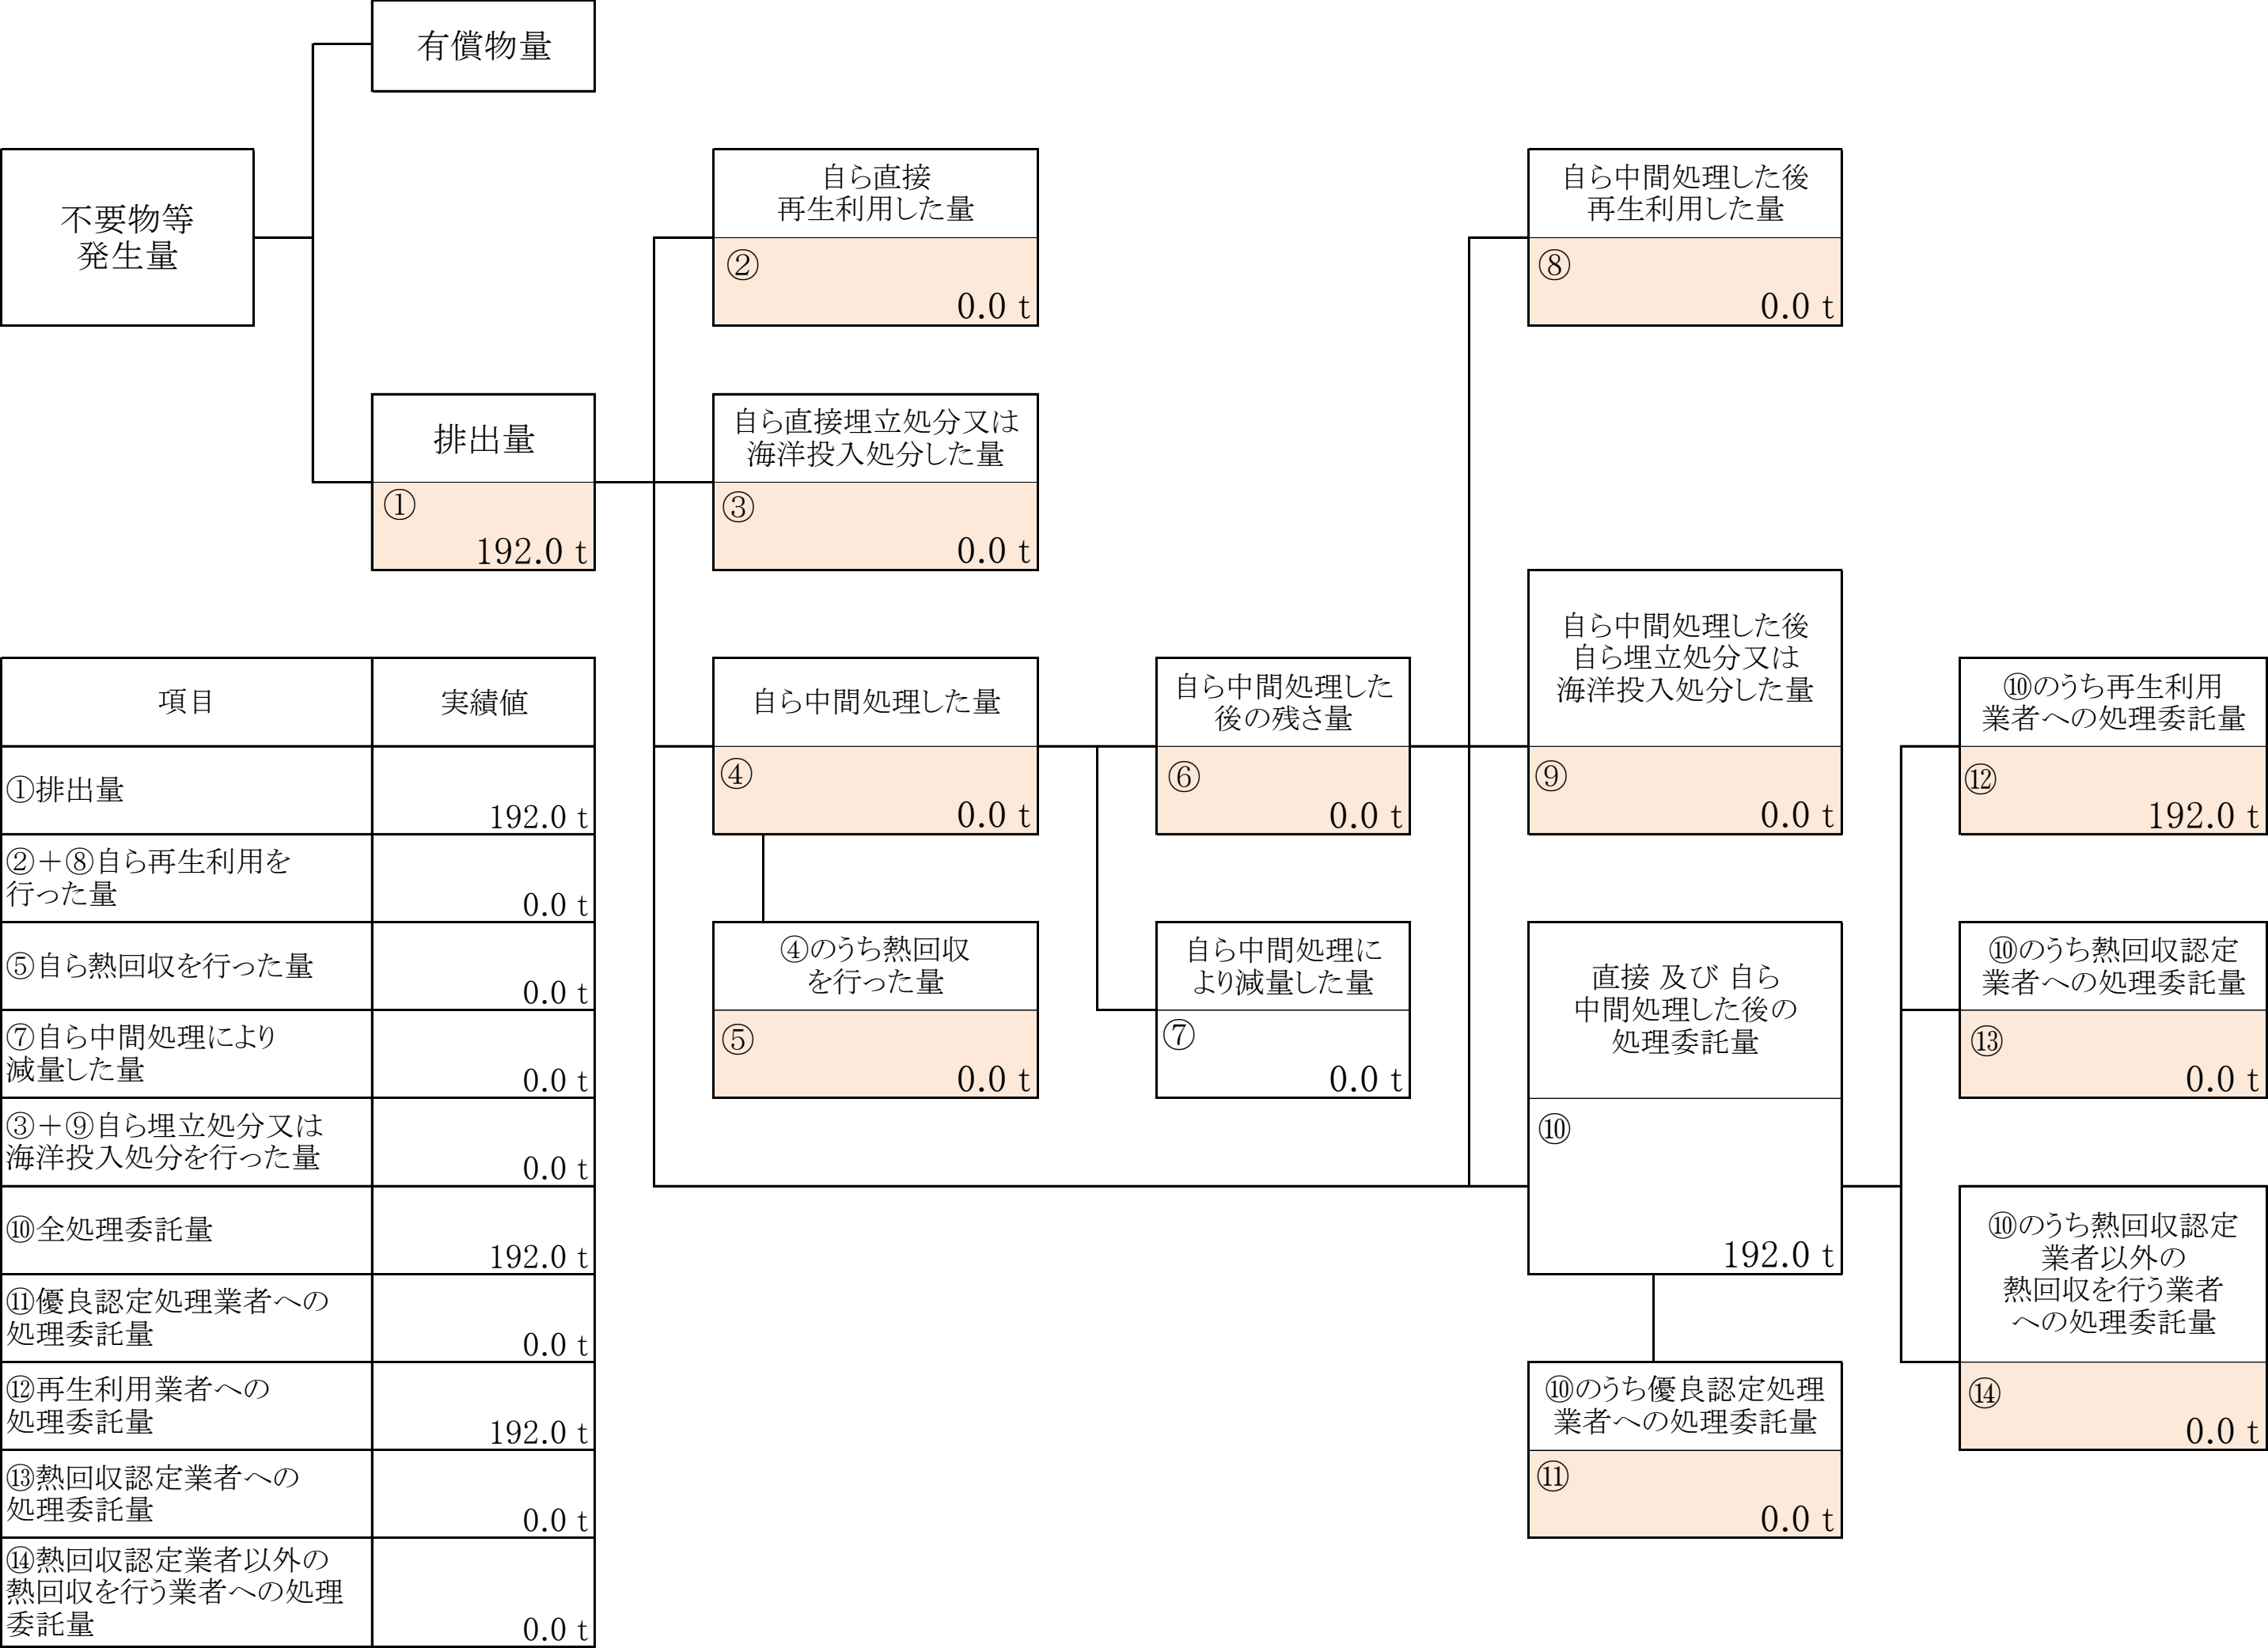 有償物量
不要物等
発生量
排出量
①
192.0 t
自ら直接
再生利用した量
②
0.0 t
自ら直接埋立処分又は
海洋投入処分した量
③
0.0 t
自ら中間処理した量
④
0.0 t
④のうち熱回収
を行った量
⑤
0.0 t
自ら中間処理した
後の残さ量
⑥
0.0 t
自ら中間処理に
より減量した量
⑦
0.0 t
自ら中間処理した後
再生利用した量
⑧
0.0 t
自ら中間処理した後
自ら埋立処分又は
海洋投入処分した量
⑨
0.0 t
直接 及び 自ら
中間処理した後の
処理委託量
⑩
192.0 t
⑩のうち優良認定処理
業者への処理委託量
⑪
0.0 t
⑩のうち再生利用
業者への処理委託量
⑫
192.0 t
⑩のうち熱回収認定
業者への処理委託量
⑬
0.0 t
⑩のうち熱回収認定
業者以外の
熱回収を行う業者
への処理委託量
⑭
0.0 t
項目
実績値
①排出量
192.0 t
②＋⑧自ら再生利用を
行った量
0.0 t
⑤自ら熱回収を行った量
0.0 t
⑦自ら中間処理により
減量した量
0.0 t
③＋⑨自ら埋立処分又は
海洋投入処分を行った量
0.0 t
⑩全処理委託量
192.0 t
⑪優良認定処理業者への
処理委託量
0.0 t
⑫再生利用業者への
処理委託量
192.0 t
⑬熱回収認定業者への
処理委託量
0.0 t
⑭熱回収認定業者以外の
熱回収を行う業者への処理
委託量
0.0 t